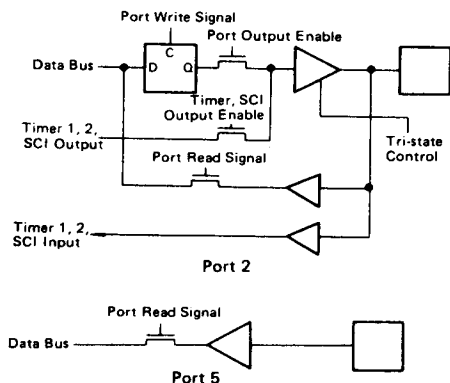 Port Write Signal
Port Output Enable
C
Data Bus
D
Q
Timer, SCI
Output Enable
Timer 1, 2,
SCI Output
Port Read Signal
Tri-state
Control
Timer 1, 2,
SCI Input
Port 2
Port Read Signal
Data Bus
Port 5